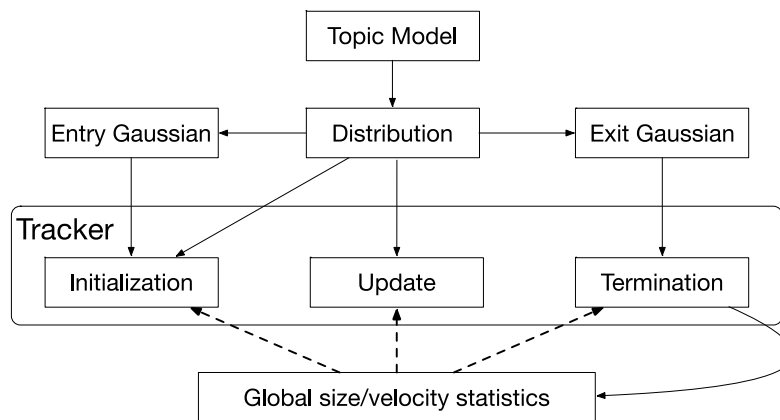 Topic Model
Entry Gaussian
Distribution
Exit Gaussian
Tracker
Initialization
Update
Termination
Global size/velocity statistics